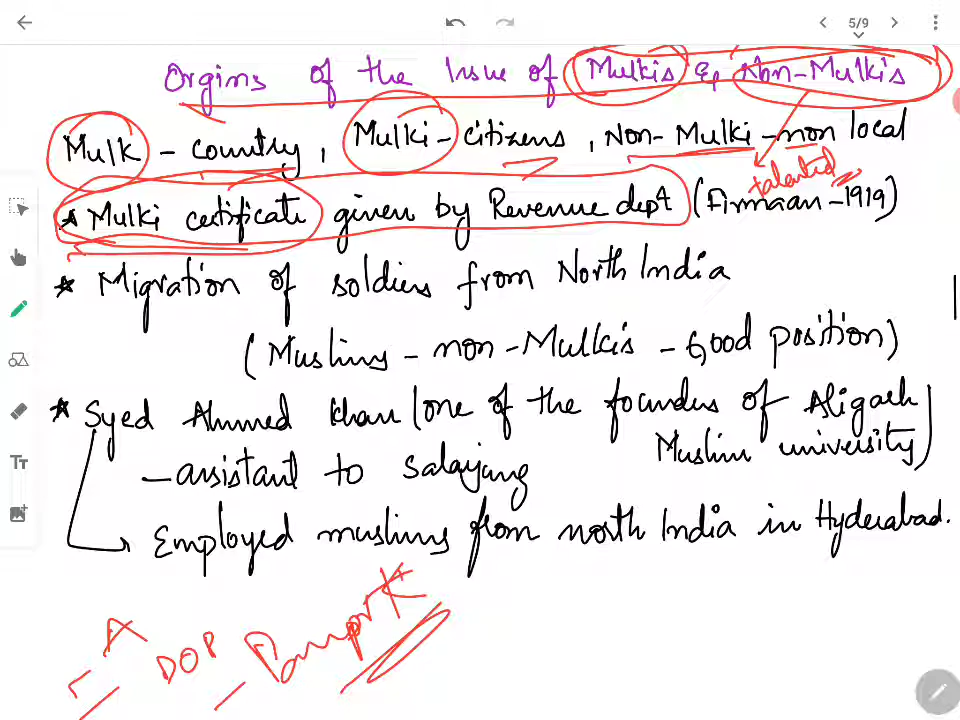 5/9
Orgins of the Issue of Mulkis & Non-Mulkis
Mulk - country, Mulki - citizens, Non-Mulki - non local
talented
* Mulki certificate given by Revenue dept (Firmaan - 1919)
* Migration of soldiers from North India
(Muslims - non-Mulkis - Good position)
* Syed Ahmed Khan (one of the founders of Aligarh
Muslim university)
- assistant to Salarjung
Employed muslims from north India in Hyderabad.
A
DOP
Tт